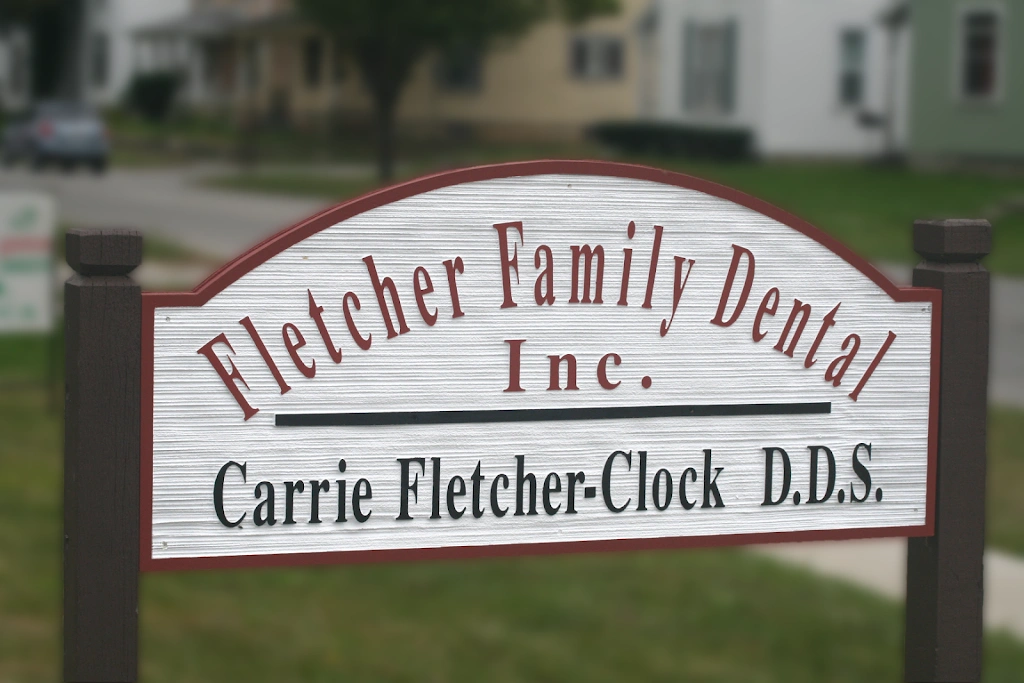 Fletcher Family Dental
Inc.
Carrie Fletcher-Clock D.D.S.